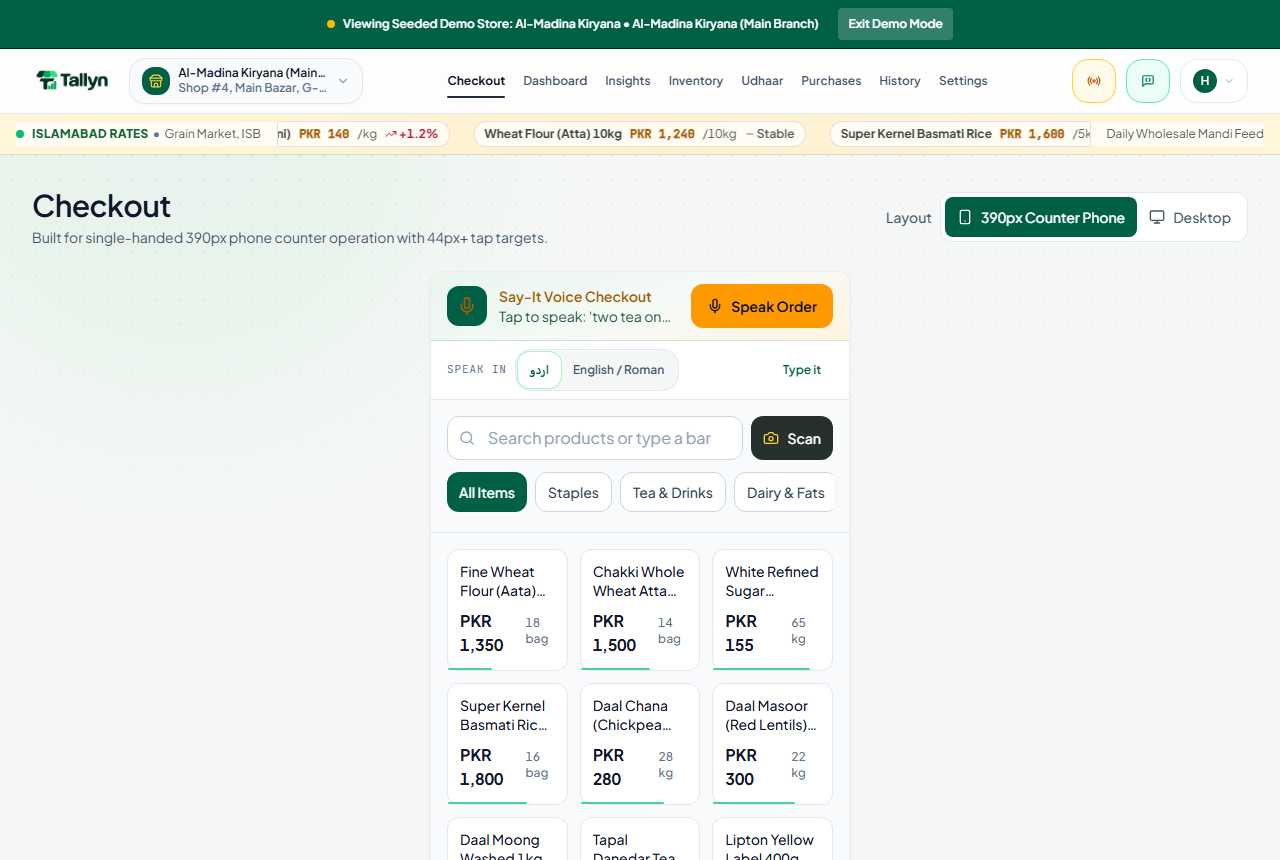 Viewing Seeded Demo Store: Al-Madina Kiryana • Al-Madina Kiryana (Main Branch)
Exit Demo Mode
Tallyn
Al-Madina Kiryana (Main...
Shop #4, Main Bazar, G-...
Checkout
Dashboard
Insights
Inventory
Udhaar
Purchases
History
Settings
H
ISLAMABAD RATES • Grain Market, ISB
ni) PKR 140 /kg +1.2%
Wheat Flour (Atta) 10kg PKR 1,240 /10kg – Stable
Super Kernel Basmati Rice PKR 1,600 /5k
Daily Wholesale Mandi Feed
Checkout
Built for single-handed 390px phone counter operation with 44px+ tap targets.
Layout
390px Counter Phone
Desktop
Say-It Voice Checkout
Tap to speak: 'two tea on...
Speak Order
SPEAK IN
اردو
English / Roman
Type it
Search products or type a bar
Scan
All Items
Staples
Tea & Drinks
Dairy & Fats
Fine Wheat
Flour (Aata)...
PKR
1,350
18
bag
Chakki Whole
Wheat Atta...
PKR
1,500
14
bag
White Refined
Sugar...
PKR
155
65
kg
Super Kernel
Basmati Ric...
PKR
1,800
16
bag
Daal Chana
(Chickpea...
PKR
280
28
kg
Daal Masoor
(Red Lentils)...
PKR
300
22
kg
Daal Moong
Washed 1kg
Tapal
Danedar Tea
Lipton Yellow
Label 400g